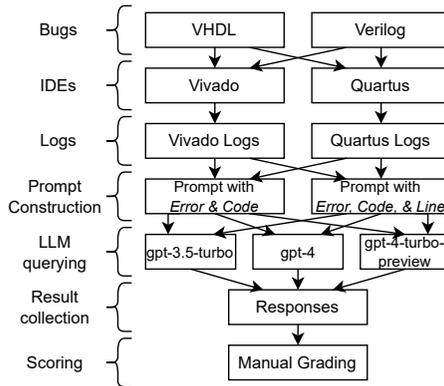 Bugs
VHDL
Verilog
IDEs
Vivado
Quartus
Logs
Vivado Logs
Quartus Logs
Prompt
Construction
Prompt with
Error & Code
Prompt with
Error, Code, & Line
LLM
querying
gpt-3.5-turbo
gpt-4
gpt-4-turbo-
preview
Result
collection
Responses
Scoring
Manual Grading